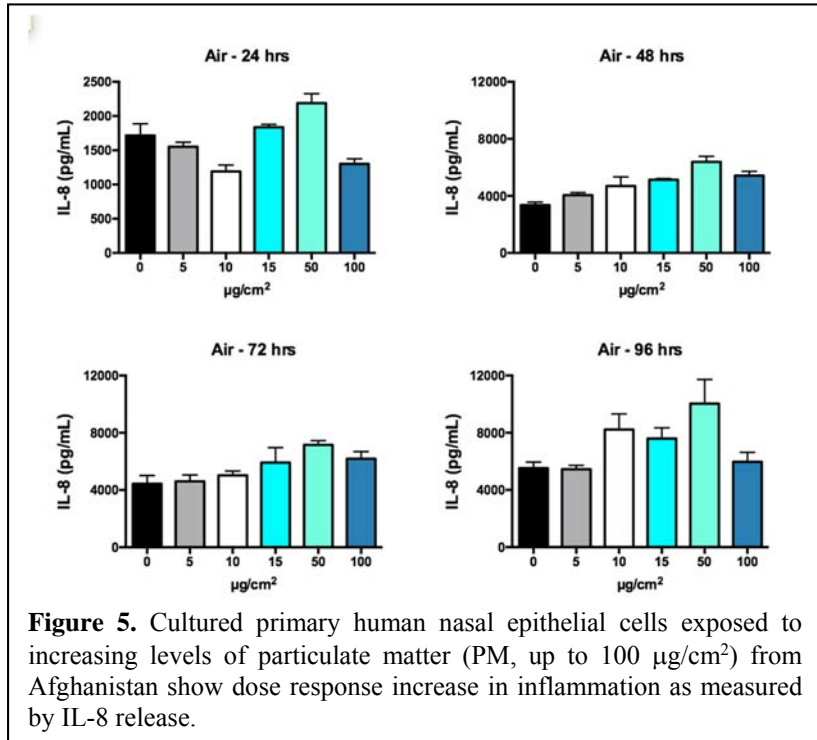 Air - 24 hrs
IL-8 (pg/mL)
2500
2000
1500
1000
500
0
0 5 10 15 50 100
µg/cm²
Air - 48 hrs
IL-8 (pg/mL)
12000
8000
4000
0
0 5 10 15 50 100
µg/cm²
Air - 72 hrs
IL-8 (pg/mL)
12000
8000
4000
0
0 5 10 15 50 100
µg/cm²
Air - 96 hrs
IL-8 (pg/mL)
12000
8000
4000
0
0 5 10 15 50 100
µg/cm²
Figure 5. Cultured primary human nasal epithelial cells exposed to
increasing levels of particulate matter (PM, up to 100 µg/cm²) from
Afghanistan show dose response increase in inflammation as measured
by IL-8 release.